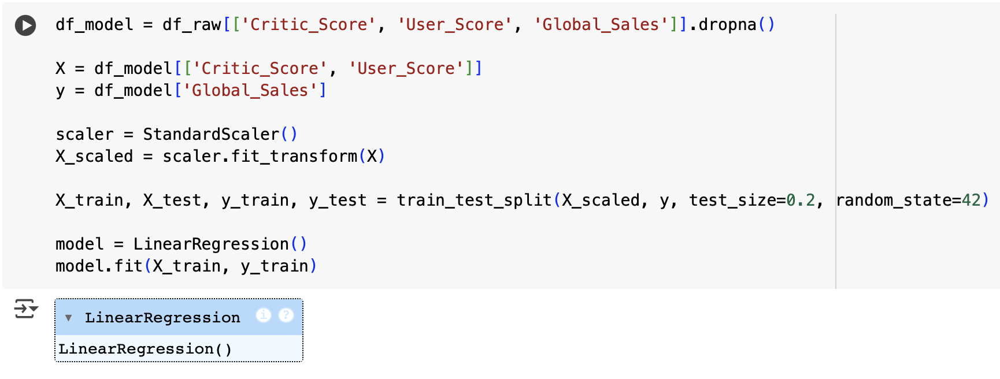 df_model = df_raw[['Critic_Score', 'User_Score', 'Global_Sales']].dropna()
X = df_model[['Critic_Score', 'User_Score']]
y = df_model['Global_Sales']
scaler = StandardScaler()
X_scaled = scaler.fit_transform(X)
X_train, X_test, y_train, y_test = train_test_split(X_scaled, y, test_size=0.2, random_state=42)
model = LinearRegression()
model.fit(X_train, y_train)
▼ LinearRegression i ?
LinearRegression()